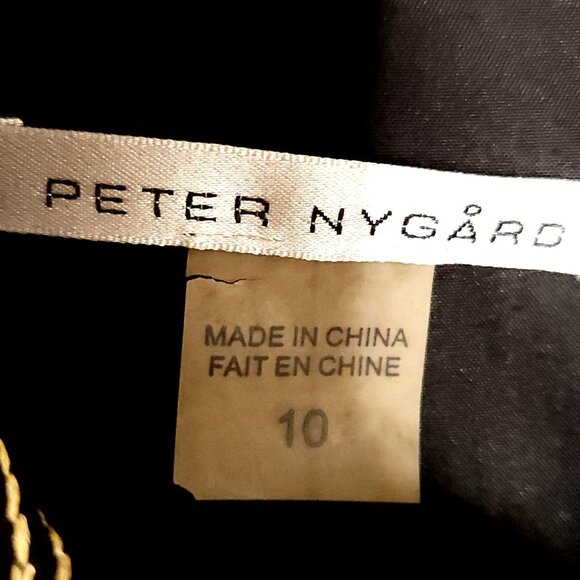 PETER NYGÅRD
MADE IN CHINA
FAIT EN CHINE
10